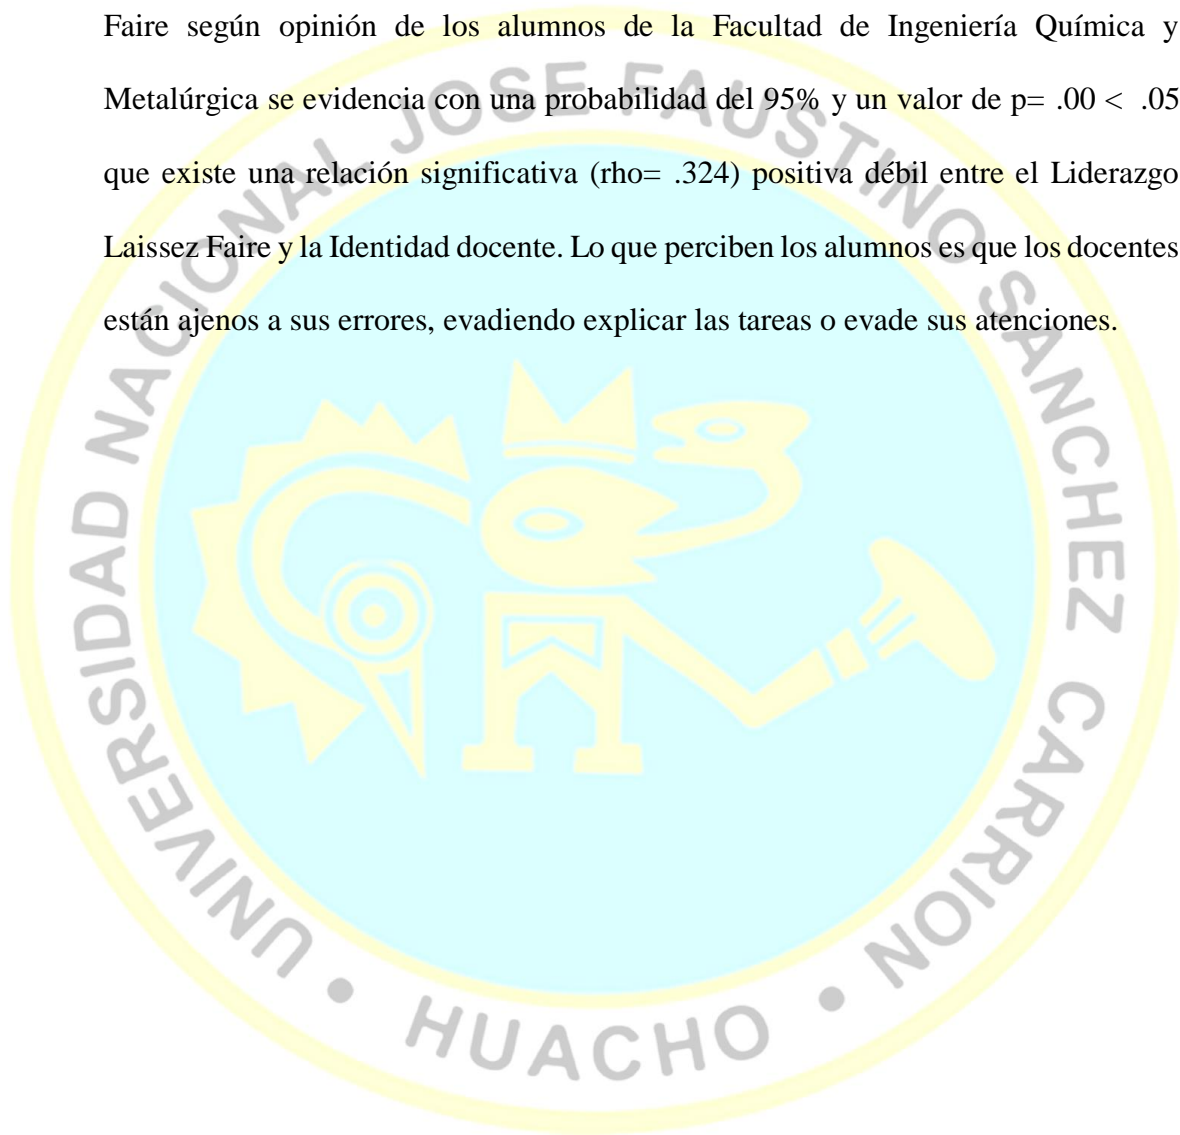 Faire según opinión de los alumnos de la Facultad de Ingeniería Química y
Metalúrgica se evidencia con una probabilidad del 95% y un valor de p= .00 < .05
que existe una relación significativa (rho= .324) positiva débil entre el Liderazgo
Laissez Faire y la Identidad docente. Lo que perciben los alumnos es que los docentes
están ajenos a sus errores, evadiendo explicar las tareas o evade sus atenciones.
UNIVERSIDAD NACIONAL JOSE FAUSTINO SANCHEZ CARRION • HUACHO •